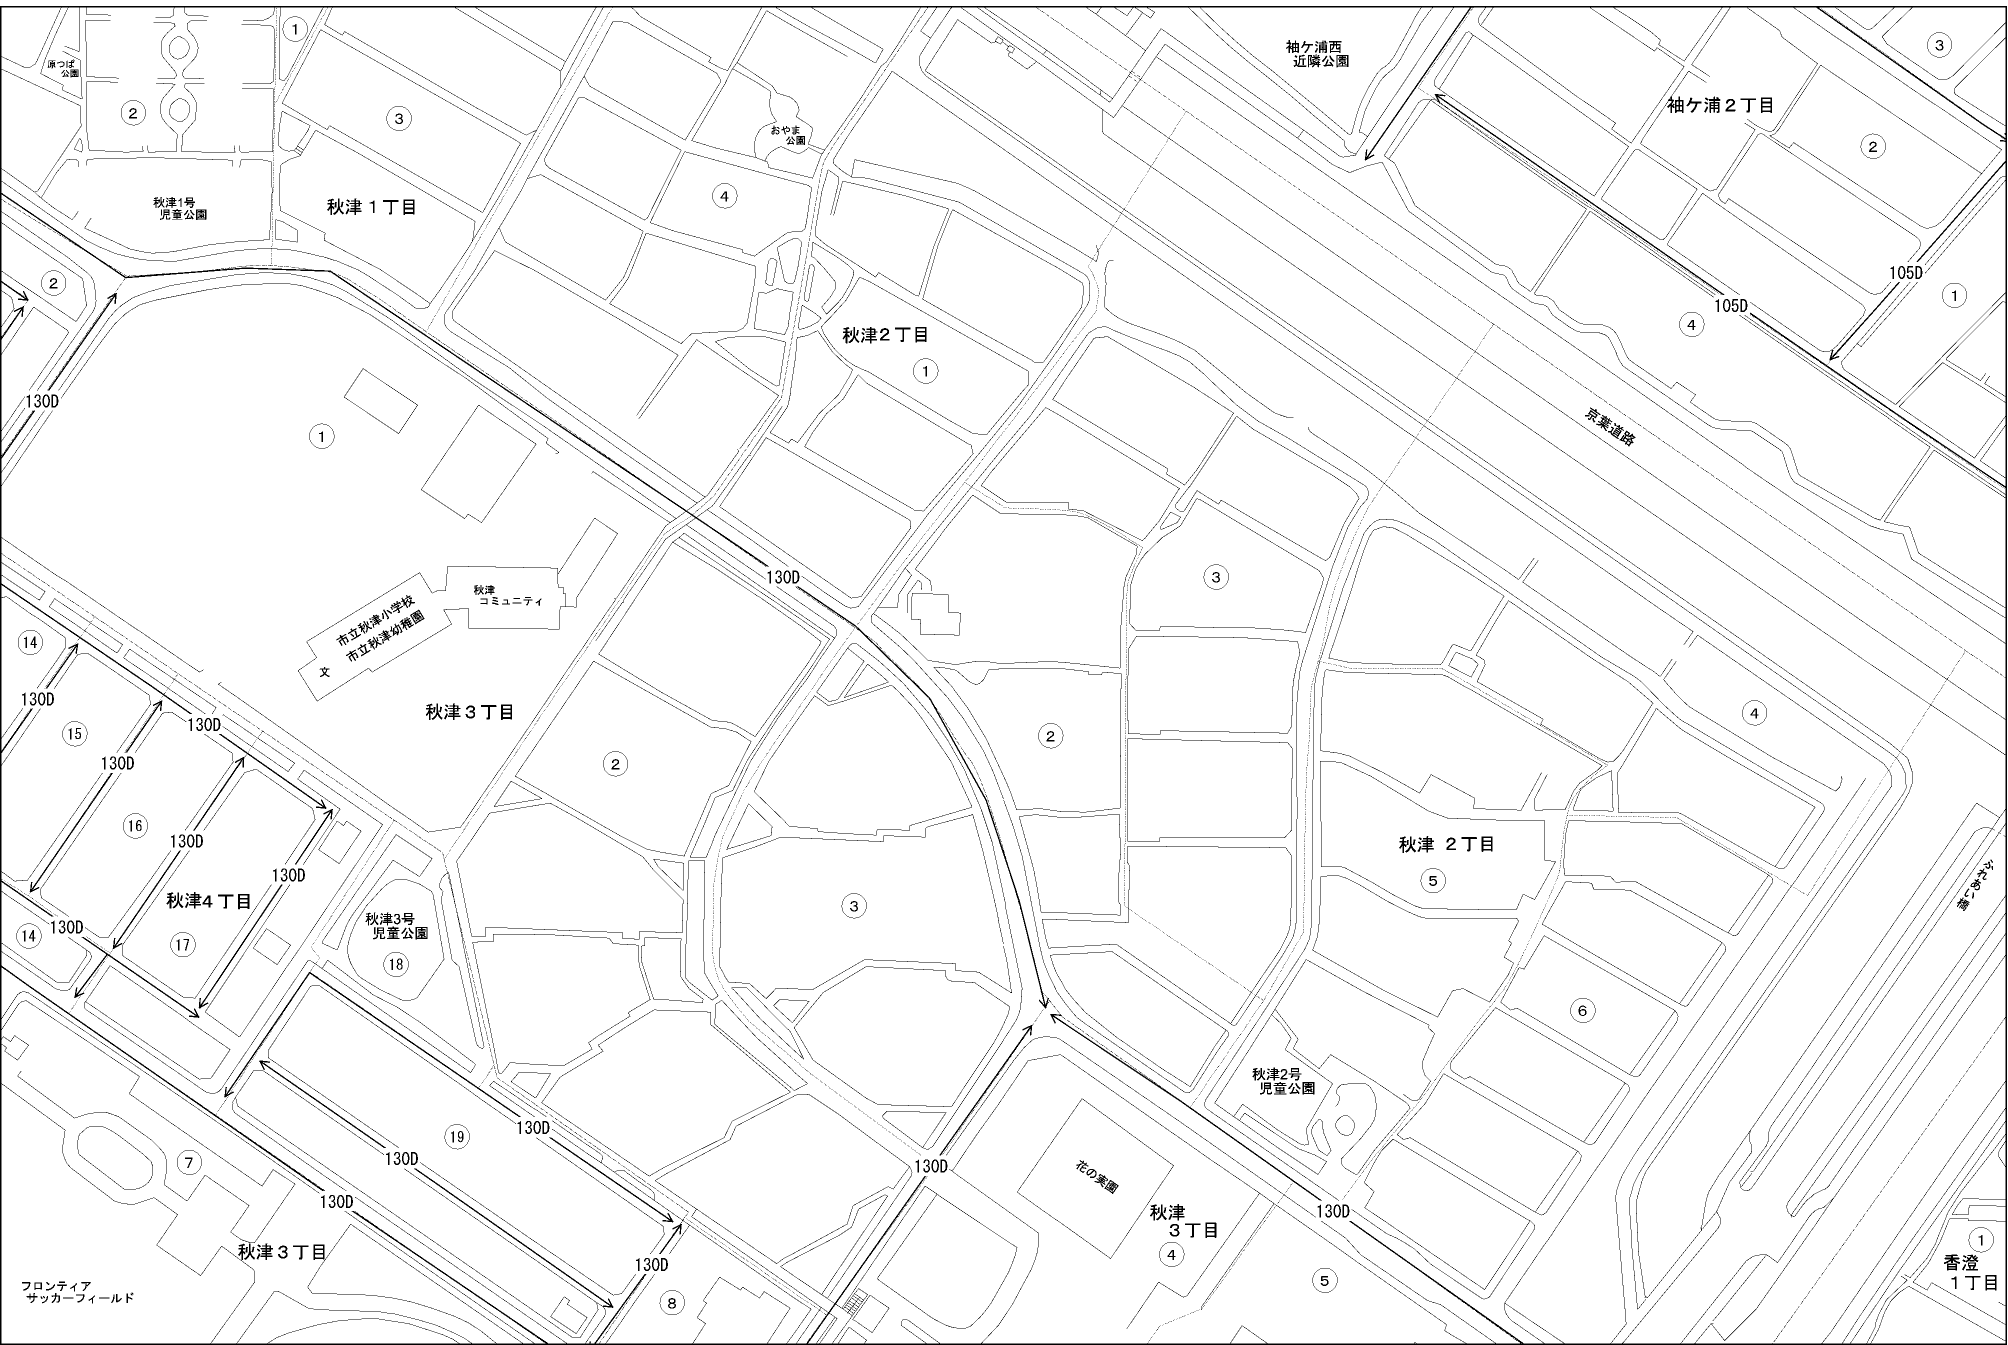 1
3
原つぱ
公園
袖ケ浦西
近隣公園
2
3
袖ケ浦２丁目
おやま
公園
2
4
秋津1号
児童公園
秋津１丁目
105D
2
1
105D
4
秋津２丁目
1
130D
1
京葉道路
130D
3
秋津
コミュニティ
市立秋津小学校
市立秋津幼稚園
文
14
130D
秋津３丁目
130D
4
15
2
2
130D
16
130D
秋津 ２丁目
130D
5
ふれあい橋
秋津４丁目
3
秋津3号
児童公園
130D
14
17
18
6
秋津2号
児童公園
130D
19
130D
7
130D
花の実園
130D
130D
秋津
３丁目
4
秋津３丁目
1
130D
香澄
１丁目
5
フロンティア
サッカーフィールド
8